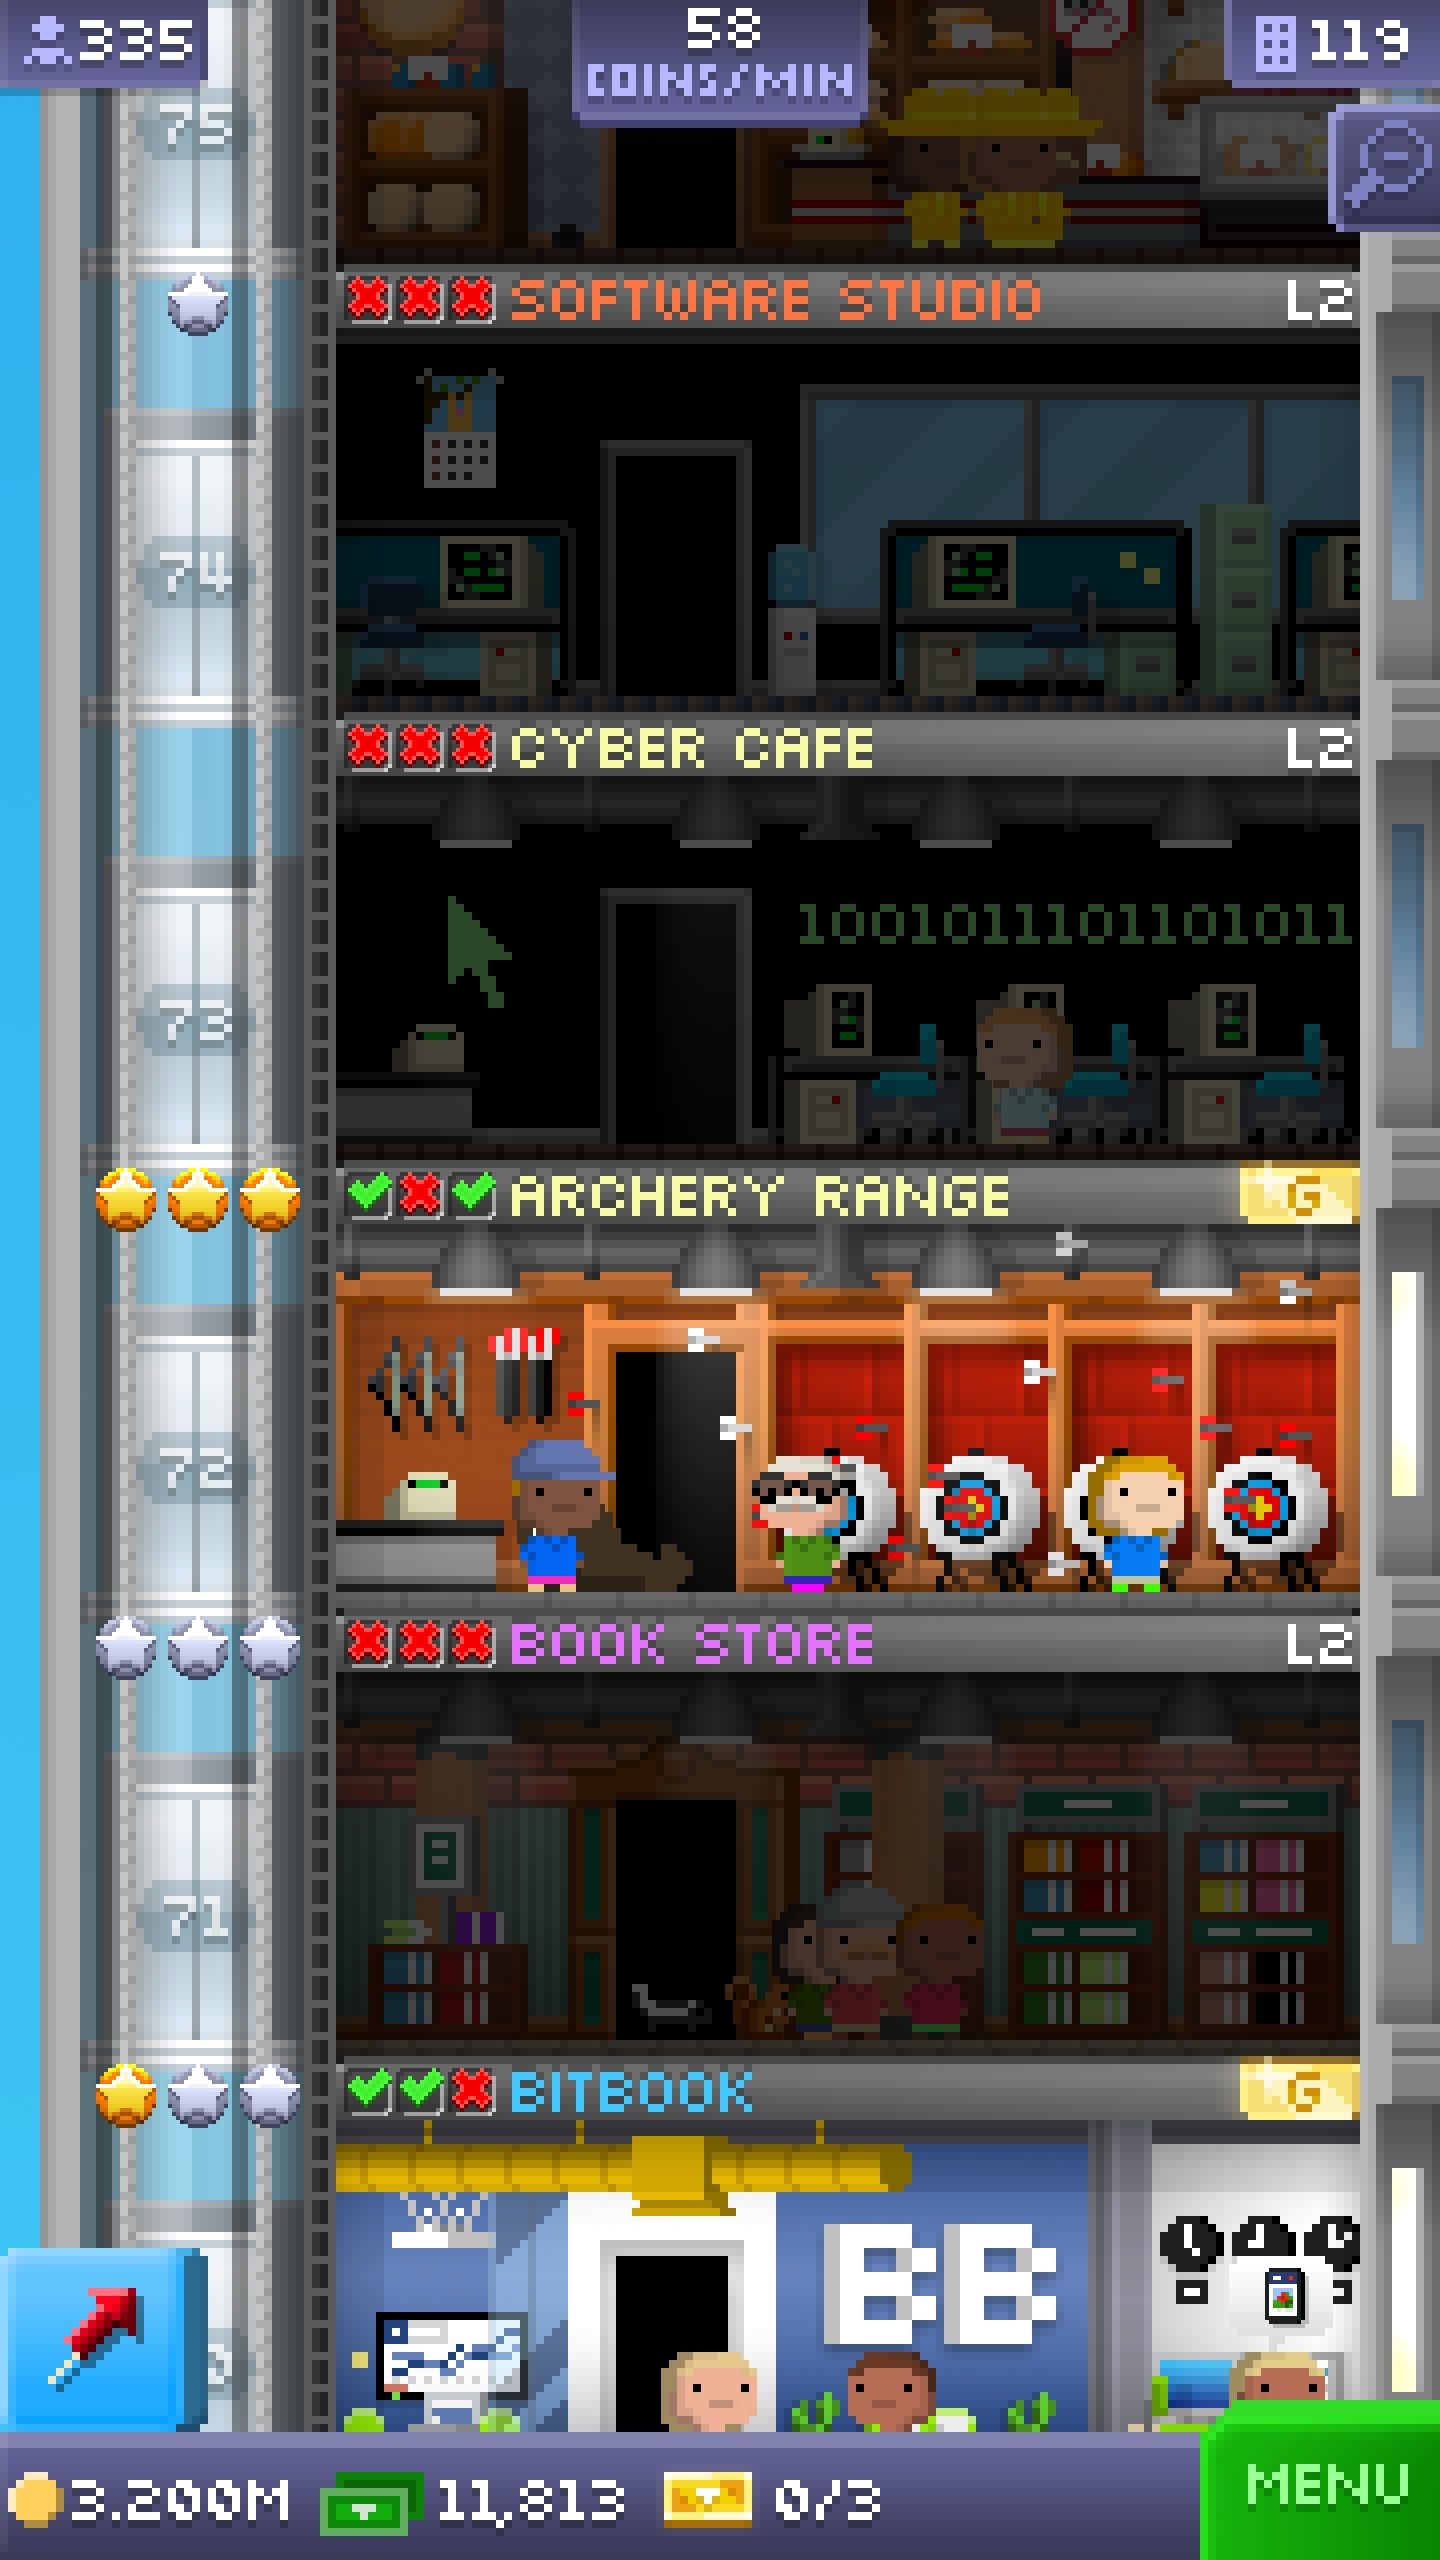 335
58
COINS/MIN
119
75
SOFTWARE STUDIO L2
74
CYBER CAFE L2
1001011101101011
73
ARCHERY RANGE G
72
BOOK STORE L2
71
BITBOOK G
BB
3.200M 11,813 0/3 MENU